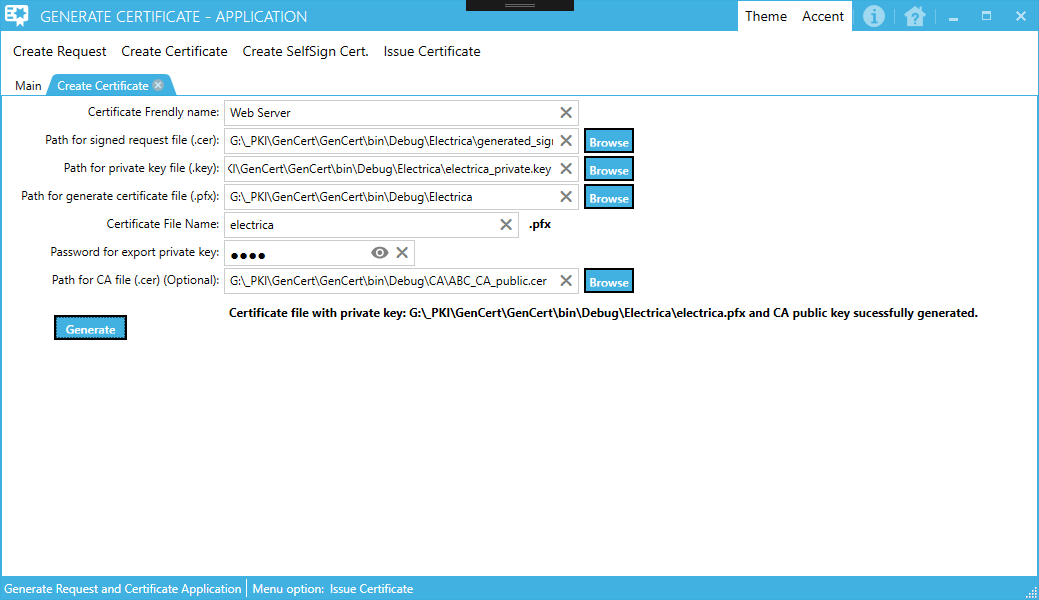 GENERATE CERTIFICATE - APPLICATION Theme Accent
Create Request Create Certificate Create SelfSign Cert. Issue Certificate
Main Create Certificate
Certificate Frendly name: Web Server
Path for signed request file (.cer): G:\_PKI\GenCert\GenCert\bin\Debug\Electrica\generated_sig Browse
Path for private key file (.key): KI\GenCert\GenCert\bin\Debug\Electrica\electrica_private.key Browse
Path for generate certificate file (.pfx): G:\_PKI\GenCert\GenCert\bin\Debug\Electrica Browse
Certificate File Name: electrica .pfx
Password for export private key: ●●●●
Path for CA file (.cer) (Optional): G:\_PKI\GenCert\GenCert\bin\Debug\CA\ABC_CA_public.cer Browse
Certificate file with private key: G:\_PKI\GenCert\GenCert\bin\Debug\Electrica\electrica.pfx and CA public key sucessfully generated.
Generate
Generate Request and Certificate Application Menu option: Issue Certificate